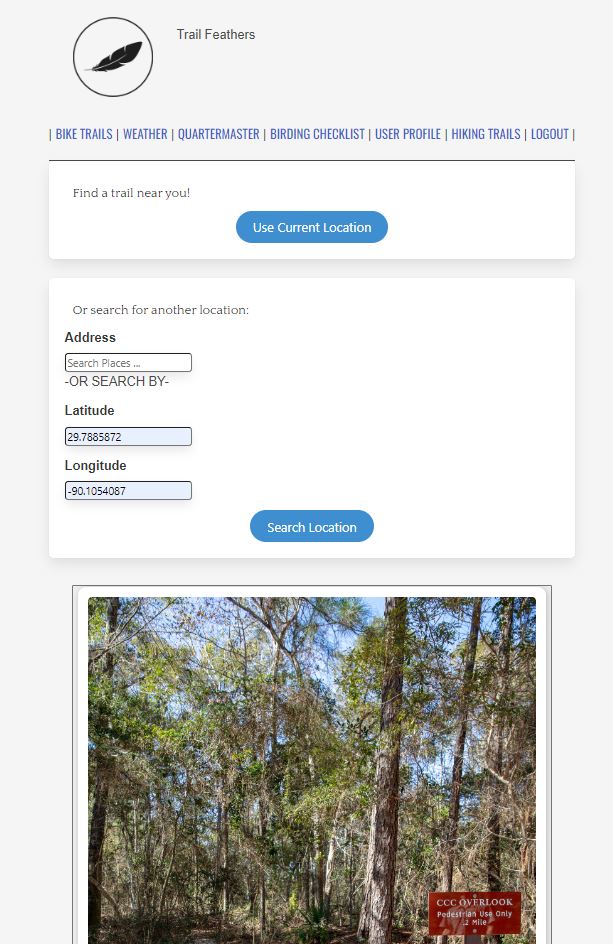 Trail Feathers
| BIKE TRAILS | WEATHER | QUARTERMASTER | BIRDING CHECKLIST | USER PROFILE | HIKING TRAILS | LOGOUT |
Find a trail near you!
Use Current Location
Or search for another location:
Address
Search Places ...
-OR SEARCH BY-
Latitude
29.7885872
Longitude
-90.1054087
Search Location
CCC OVERLOOK
Pedestrian Use Only
.2 Mile